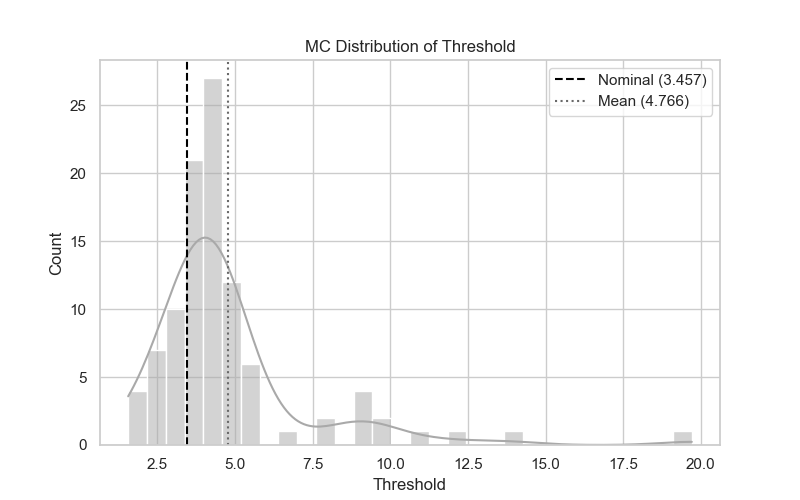 MC Distribution of Threshold
Nominal (3.457)
Mean (4.766)
Count
25
20
15
10
5
0
2.5 5.0 7.5 10.0 12.5 15.0 17.5 20.0
Threshold